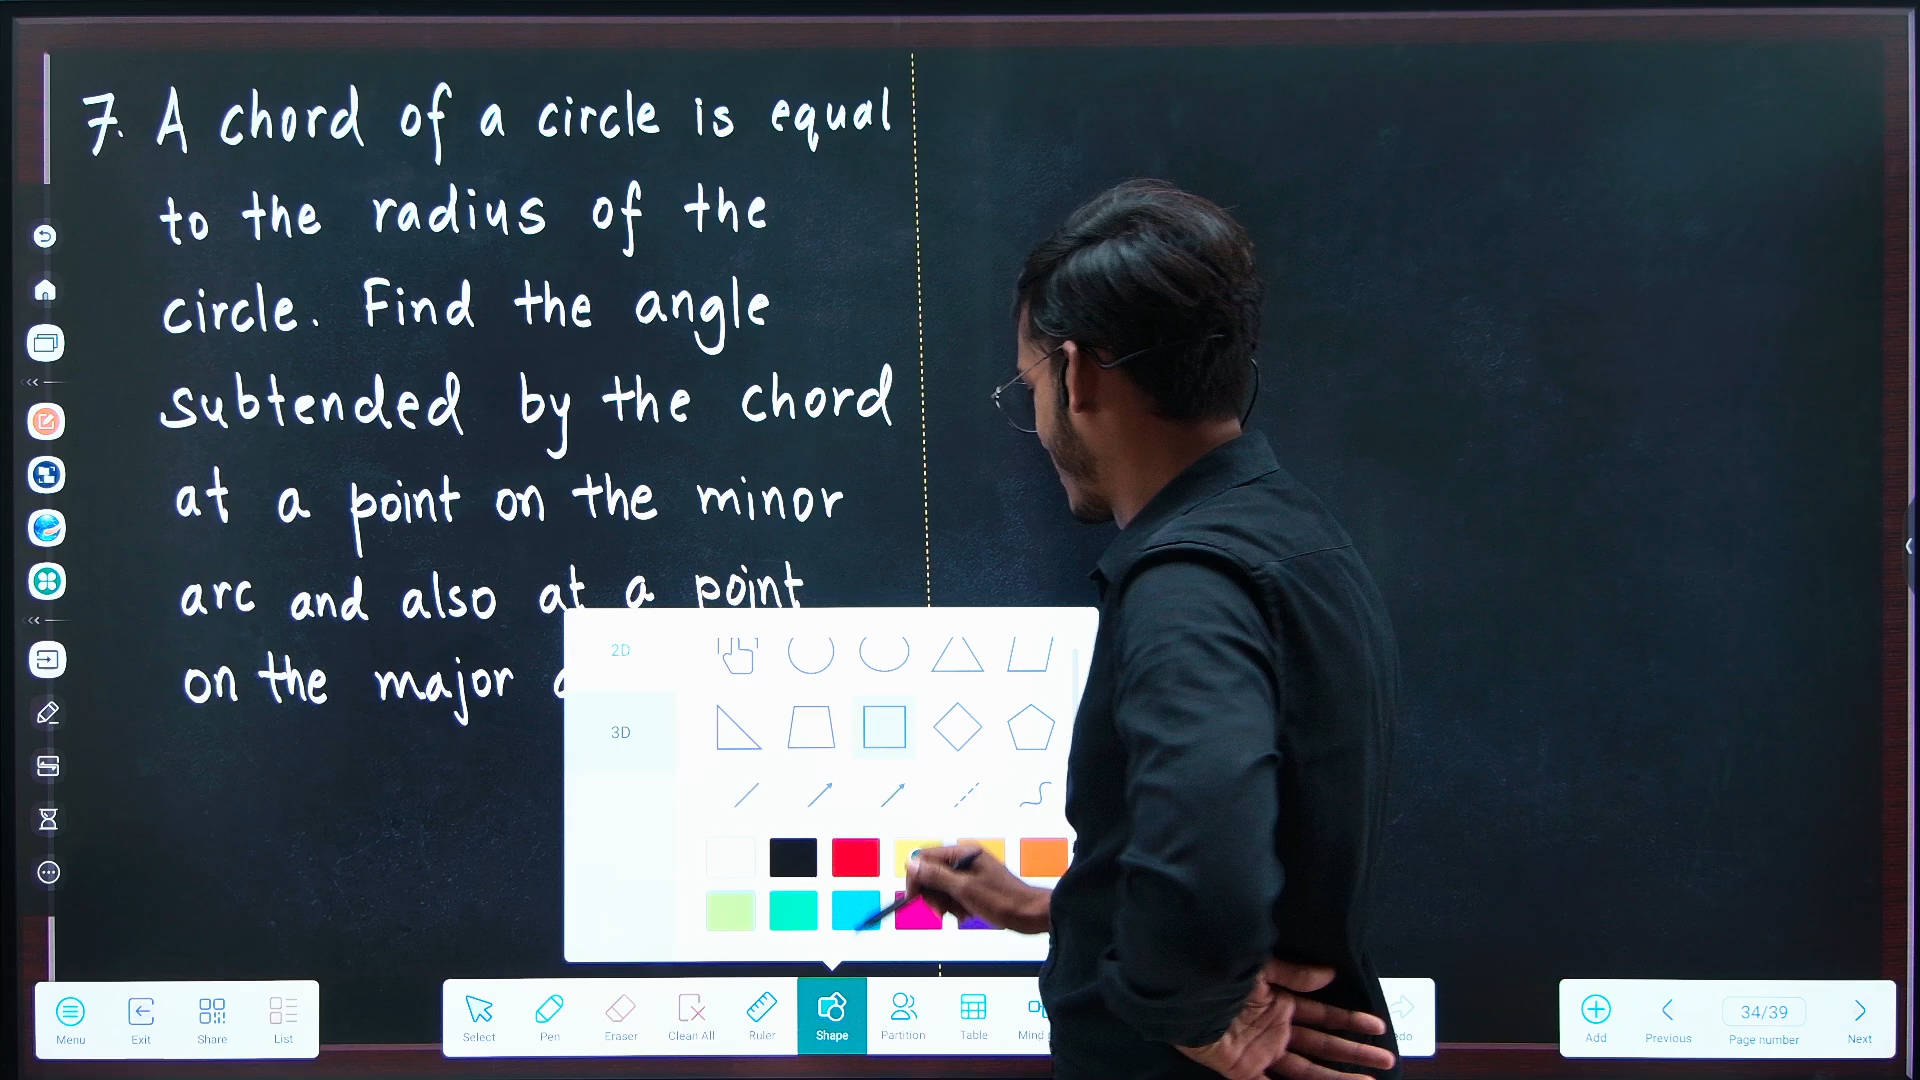 7. A chord of a circle is equal
to the radius of the
circle. Find the angle
subtended by the chord
at a point on the minor
arc and also at a point
on the major
2D
3D
Menu Exit Share List
Select Pen Eraser Clean All Ruler Shape Partition Table Mind
Add Previous 34/39 Page number Next